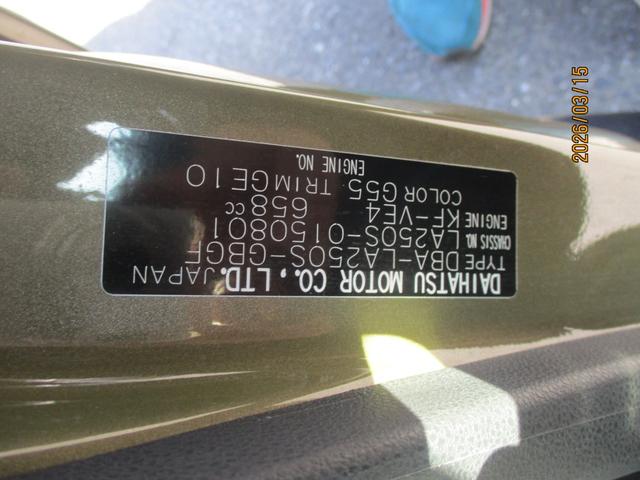 DAIHATSU MOTOR CO., LTD. JAPAN
TYPE DBA-LA250S-GBGF
CHASSIS NO. LA250S-0150801
ENGINE KF-VE4 658cc
COLOR G55 TRIM GE10
ENGINE NO.
2026/03/15